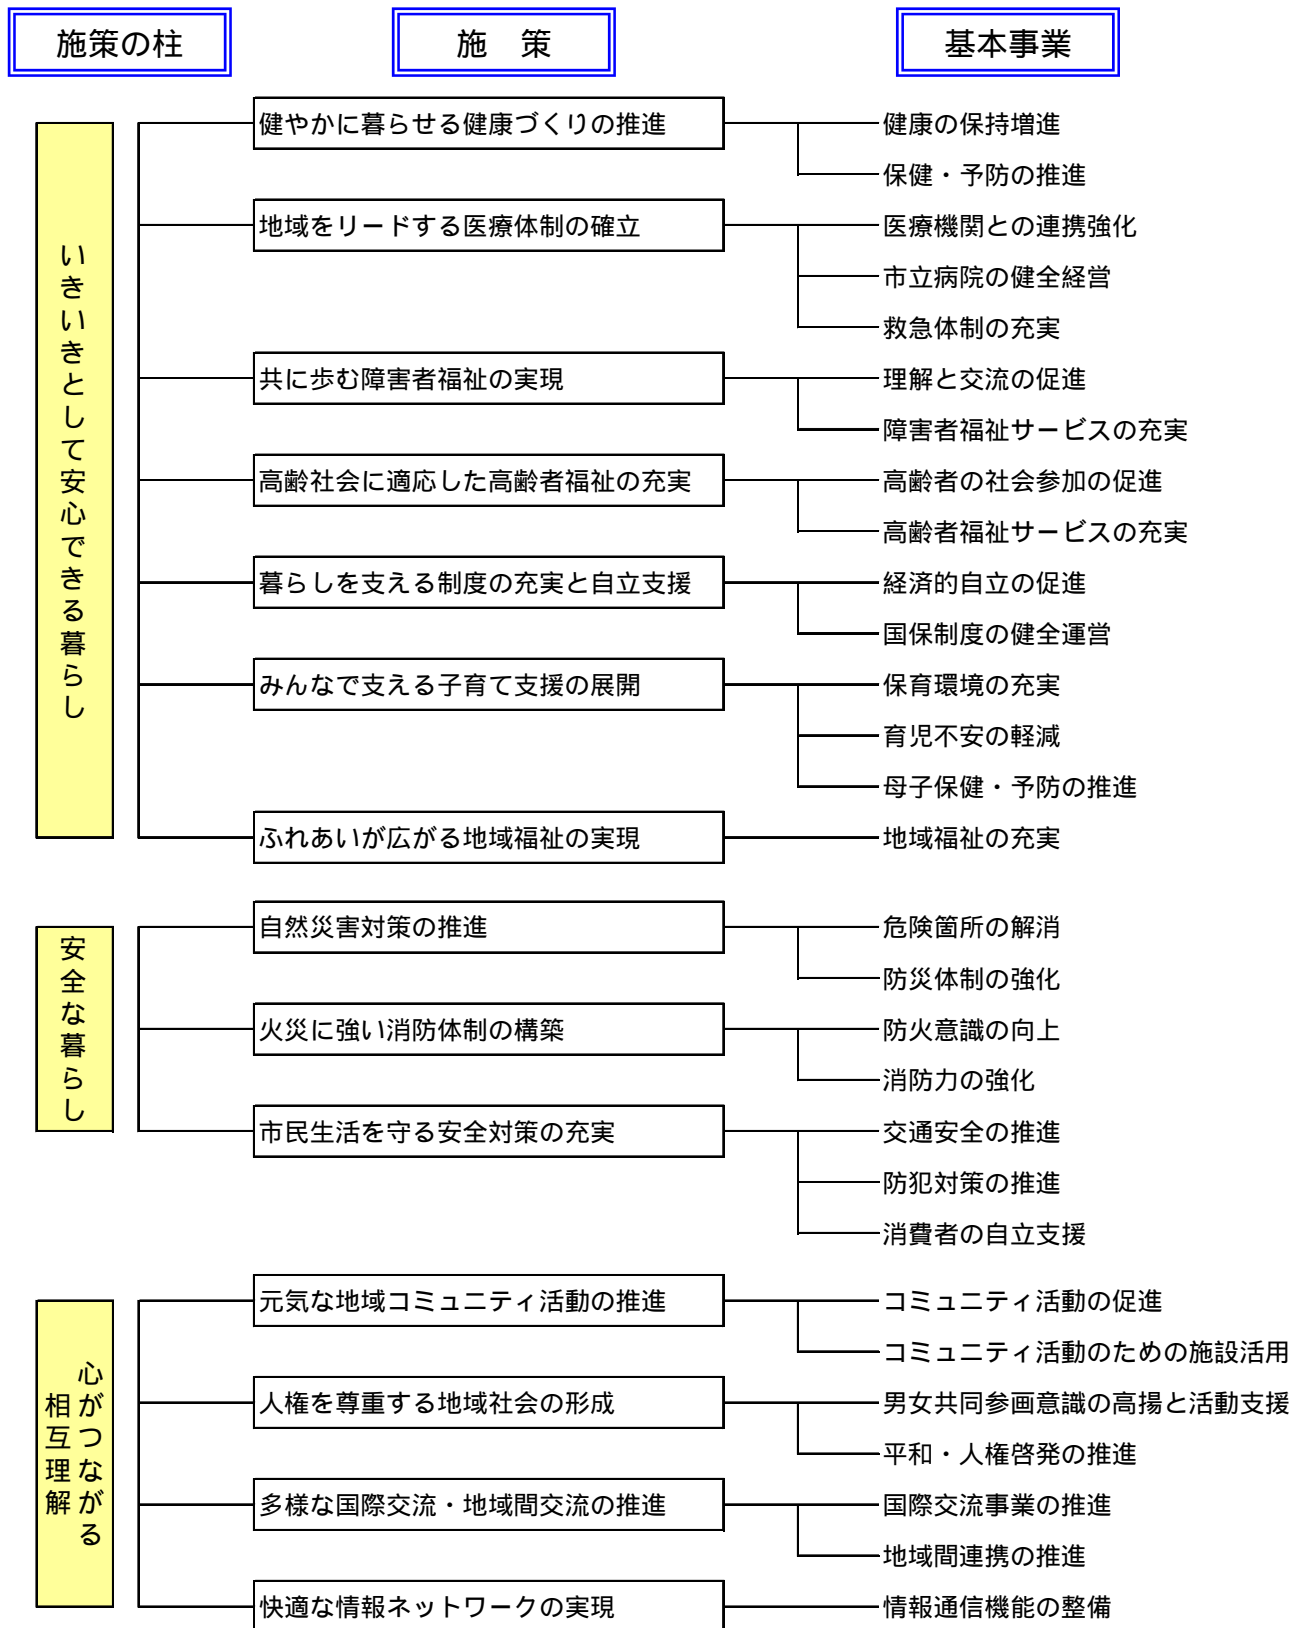 施策の柱
施　策
基本事業
いきいきとして安心できる暮らし
健やかに暮らせる健康づくりの推進
健康の保持増進
保健・予防の推進
地域をリードする医療体制の確立
医療機関との連携強化
市立病院の健全経営
救急体制の充実
共に歩む障害者福祉の実現
理解と交流の促進
障害者福祉サービスの充実
高齢社会に適応した高齢者福祉の充実
高齢者の社会参加の促進
高齢者福祉サービスの充実
暮らしを支える制度の充実と自立支援
経済的自立の促進
国保制度の健全運営
みんなで支える子育て支援の展開
保育環境の充実
育児不安の軽減
母子保健・予防の推進
ふれあいが広がる地域福祉の実現
地域福祉の充実
安全な暮らし
自然災害対策の推進
危険箇所の解消
防災体制の強化
火災に強い消防体制の構築
防火意識の向上
消防力の強化
市民生活を守る安全対策の充実
交通安全の推進
防犯対策の推進
消費者の自立支援
心がつながる
相互理解
元気な地域コミュニティ活動の推進
コミュニティ活動の促進
コミュニティ活動のための施設活用
人権を尊重する地域社会の形成
男女共同参画意識の高揚と活動支援
平和・人権啓発の推進
多様な国際交流・地域間交流の推進
国際交流事業の推進
地域間連携の推進
快適な情報ネットワークの実現
情報通信機能の整備